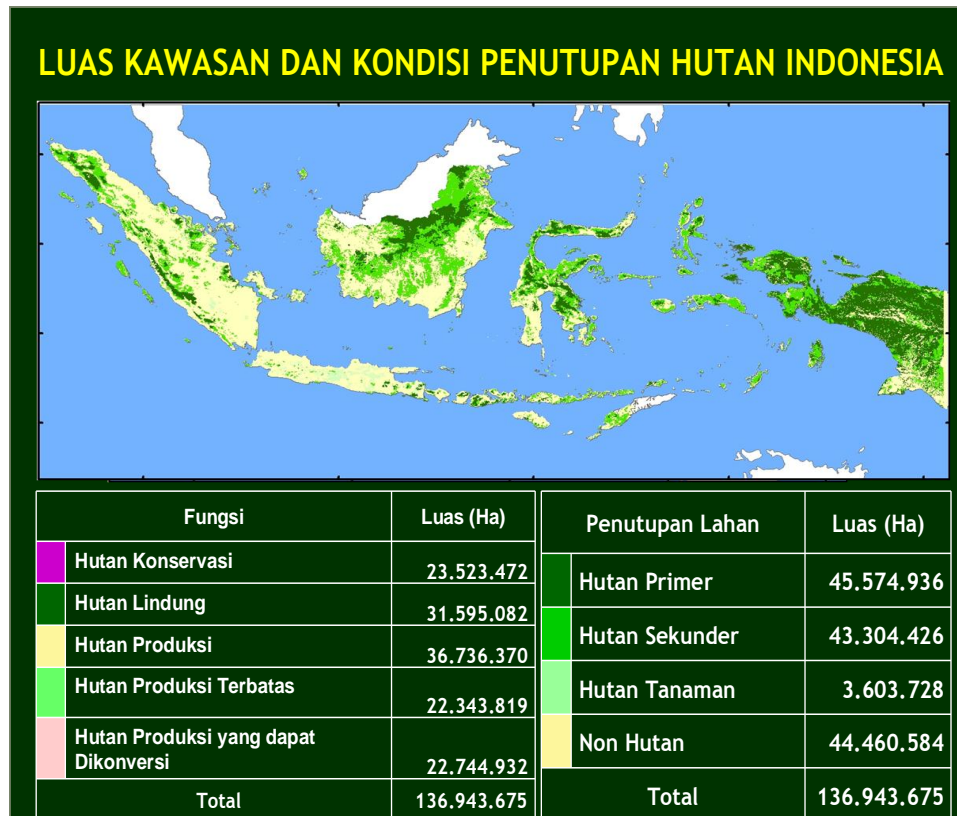 LUAS KAWASAN DAN KONDISI PENUTUPAN HUTAN INDONESIA
Fungsi Luas (Ha)
Hutan Konservasi 23.523.472
Hutan Lindung 31.595.082
Hutan Produksi 36.736.370
Hutan Produksi Terbatas 22.343.819
Hutan Produksi yang dapat
Dikonversi 22.744.932
Total 136.943.675
Penutupan Lahan Luas (Ha)
Hutan Primer 45.574.936
Hutan Sekunder 43.304.426
Hutan Tanaman 3.603.728
Non Hutan 44.460.584
Total 136.943.675